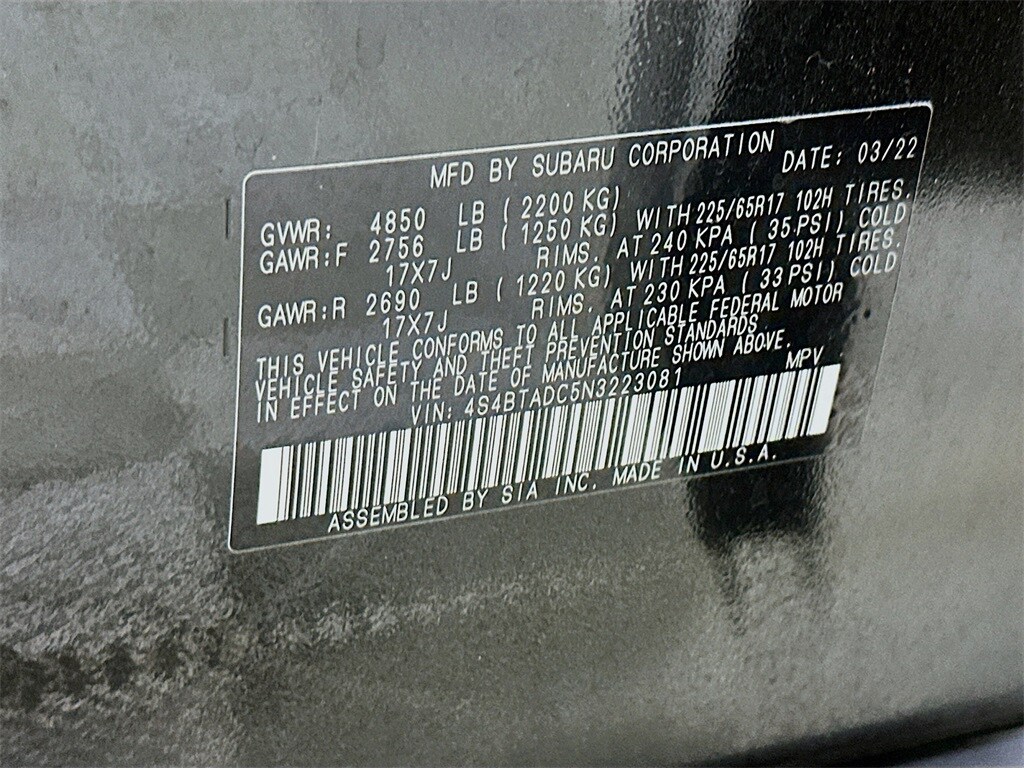 MFD BY SUBARU CORPORATION DATE: 03/22
GVWR: 4850 LB ( 2200 KG)
GAWR:F 2756 LB ( 1250 KG) WITH 225/65R17 102H TIRES,
17X7J RIMS, AT 240 KPA ( 35 PSI) COLD
GAWR:R 2690 LB ( 1220 KG) WITH 225/65R17 102H TIRES,
17X7J RIMS, AT 230 KPA ( 33 PSI) COLD
THIS VEHICLE CONFORMS TO ALL APPLICABLE FEDERAL MOTOR
VEHICLE SAFETY AND THEFT PREVENTION STANDARDS
IN EFFECT ON THE DATE OF MANUFACTURE SHOWN ABOVE.
VIN: 4S4BTADC5N3223081 MPV
ASSEMBLED BY SIA INC. MADE IN U.S.A.